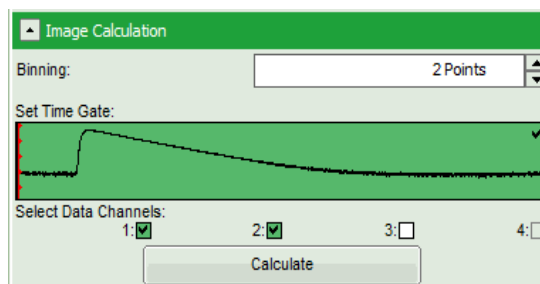 Image Calculation
Binning: 2 Points
Set Time Gate:
Select Data Channels:
1: 2: 3: 4:
Calculate